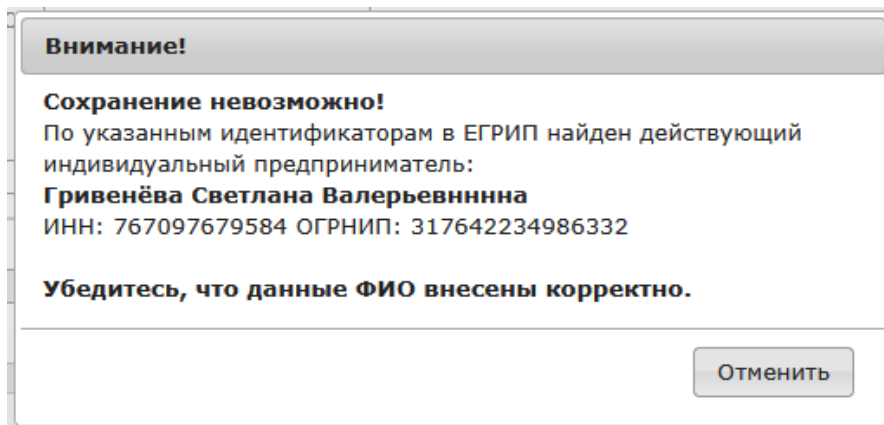 Внимание!
Сохранение невозможно!
По указанным идентификаторам в ЕГРИП найден действующий
индивидуальный предприниматель:
Гривенёва Светлана Валерьевнннна
ИНН: 767097679584 ОГРНИП: 317642234986332
Убедитесь, что данные ФИО внесены корректно.
Отменить